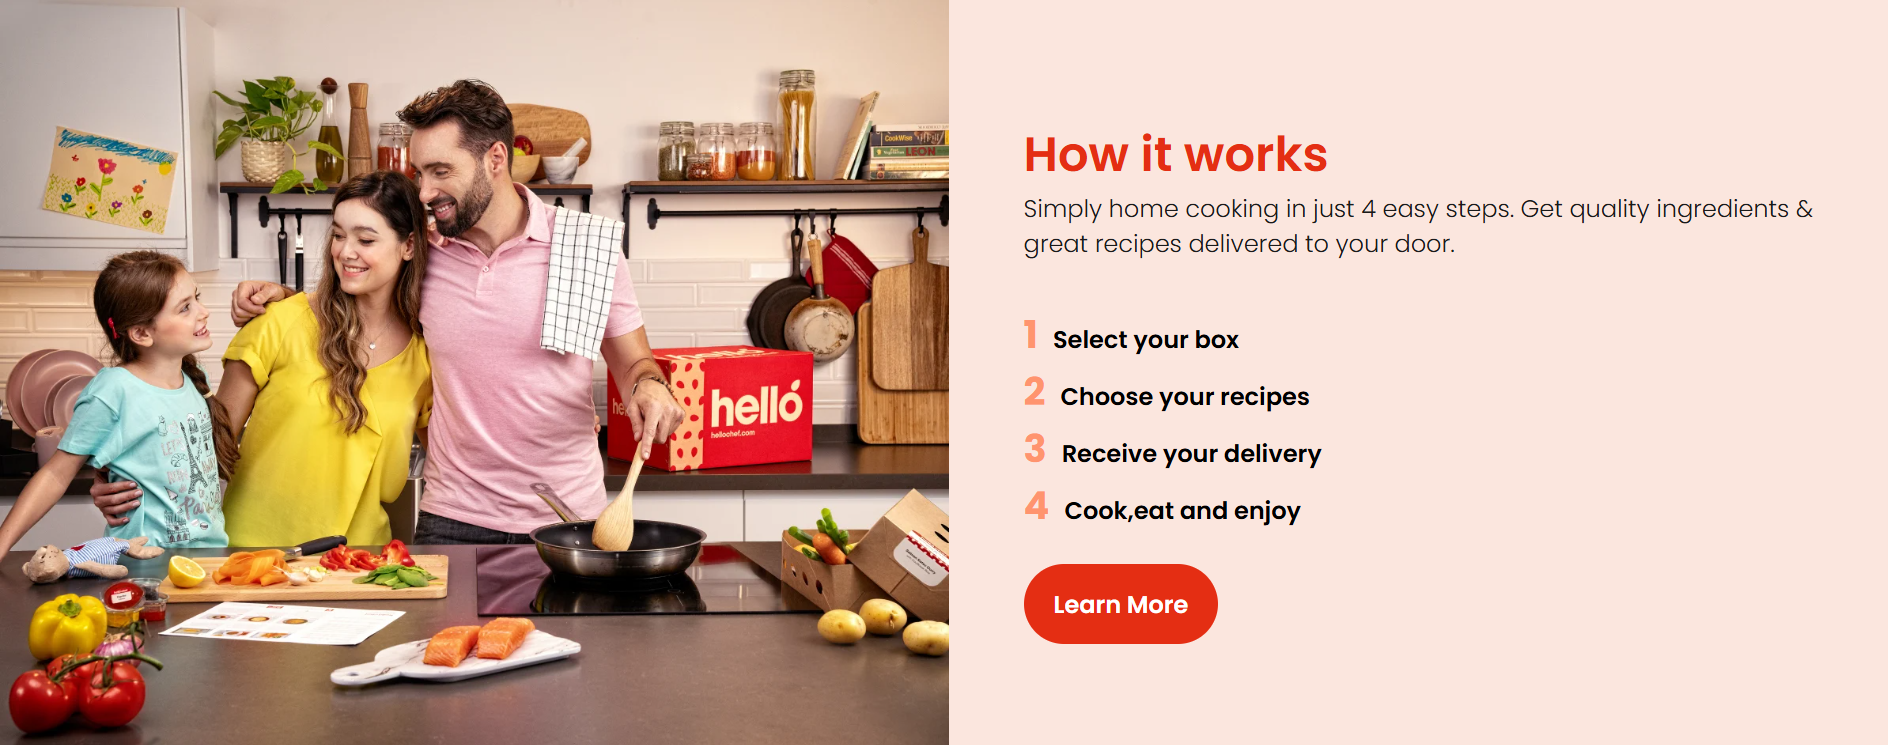 CookWise
LEON
hello
hellochef.com
How it works
Simply home cooking in just 4 easy steps. Get quality ingredients &
great recipes delivered to your door.
1 Select your box
2 Choose your recipes
3 Receive your delivery
4 Cook,eat and enjoy
Learn More